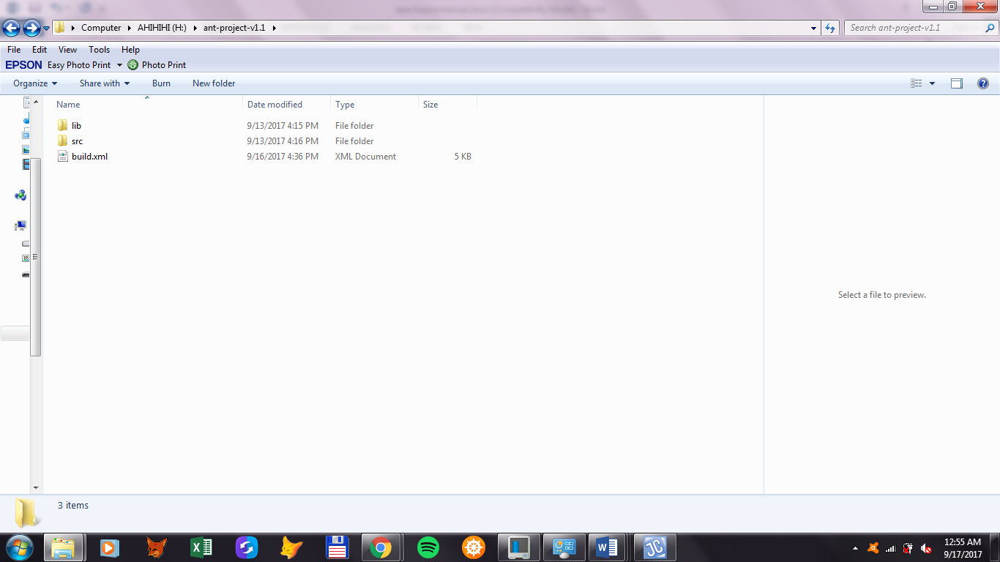 Computer AHIHIHI (H:) ant-project-v1.1
Search ant-project-v1.1
File Edit View Tools Help
EPSON Easy Photo Print Photo Print
Organize Share with Burn New folder
Name Date modified Type Size
lib 9/13/2017 4:15 PM File folder
src 9/13/2017 4:16 PM File folder
build.xml 9/16/2017 4:36 PM XML Document 5 KB
Select a file to preview.
3 items
JC
12:55 AM
9/17/2017